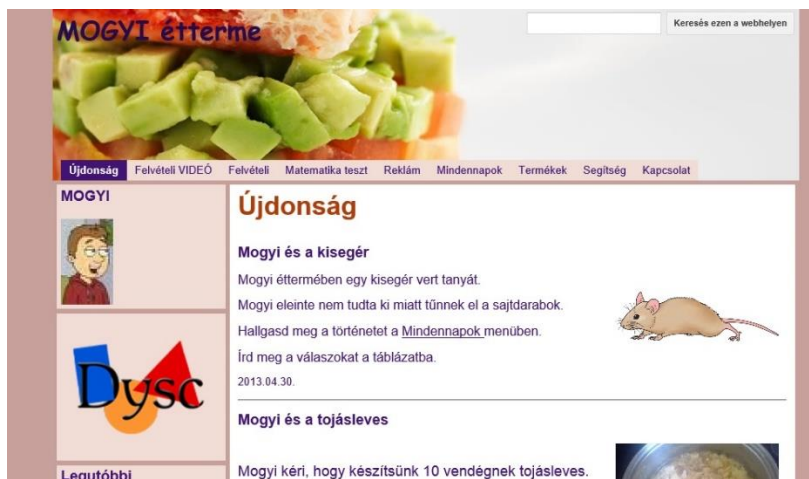 MOGYI étterme
Keresés ezen a webhelyen
Újdonság Felvételi VIDEÓ Felvételi Matematika teszt Reklám Mindennapok Termékek Segítség Kapcsolat
MOGYI
Dysc
Legutóbbi
Újdonság
Mogyi és a kisegér
Mogyi éttermében egy kisegér vert tanyát.
Mogyi eleinte nem tudta ki miatt tűnnek el a sajtdarabok.
Hallgasd meg a történetet a Mindennapok menüben.
Írd meg a válaszokat a táblázatba.
2013.04.30.
Mogyi és a tojásleves
Mogyi kéri, hogy készítsünk 10 vendégnek tojásleves.